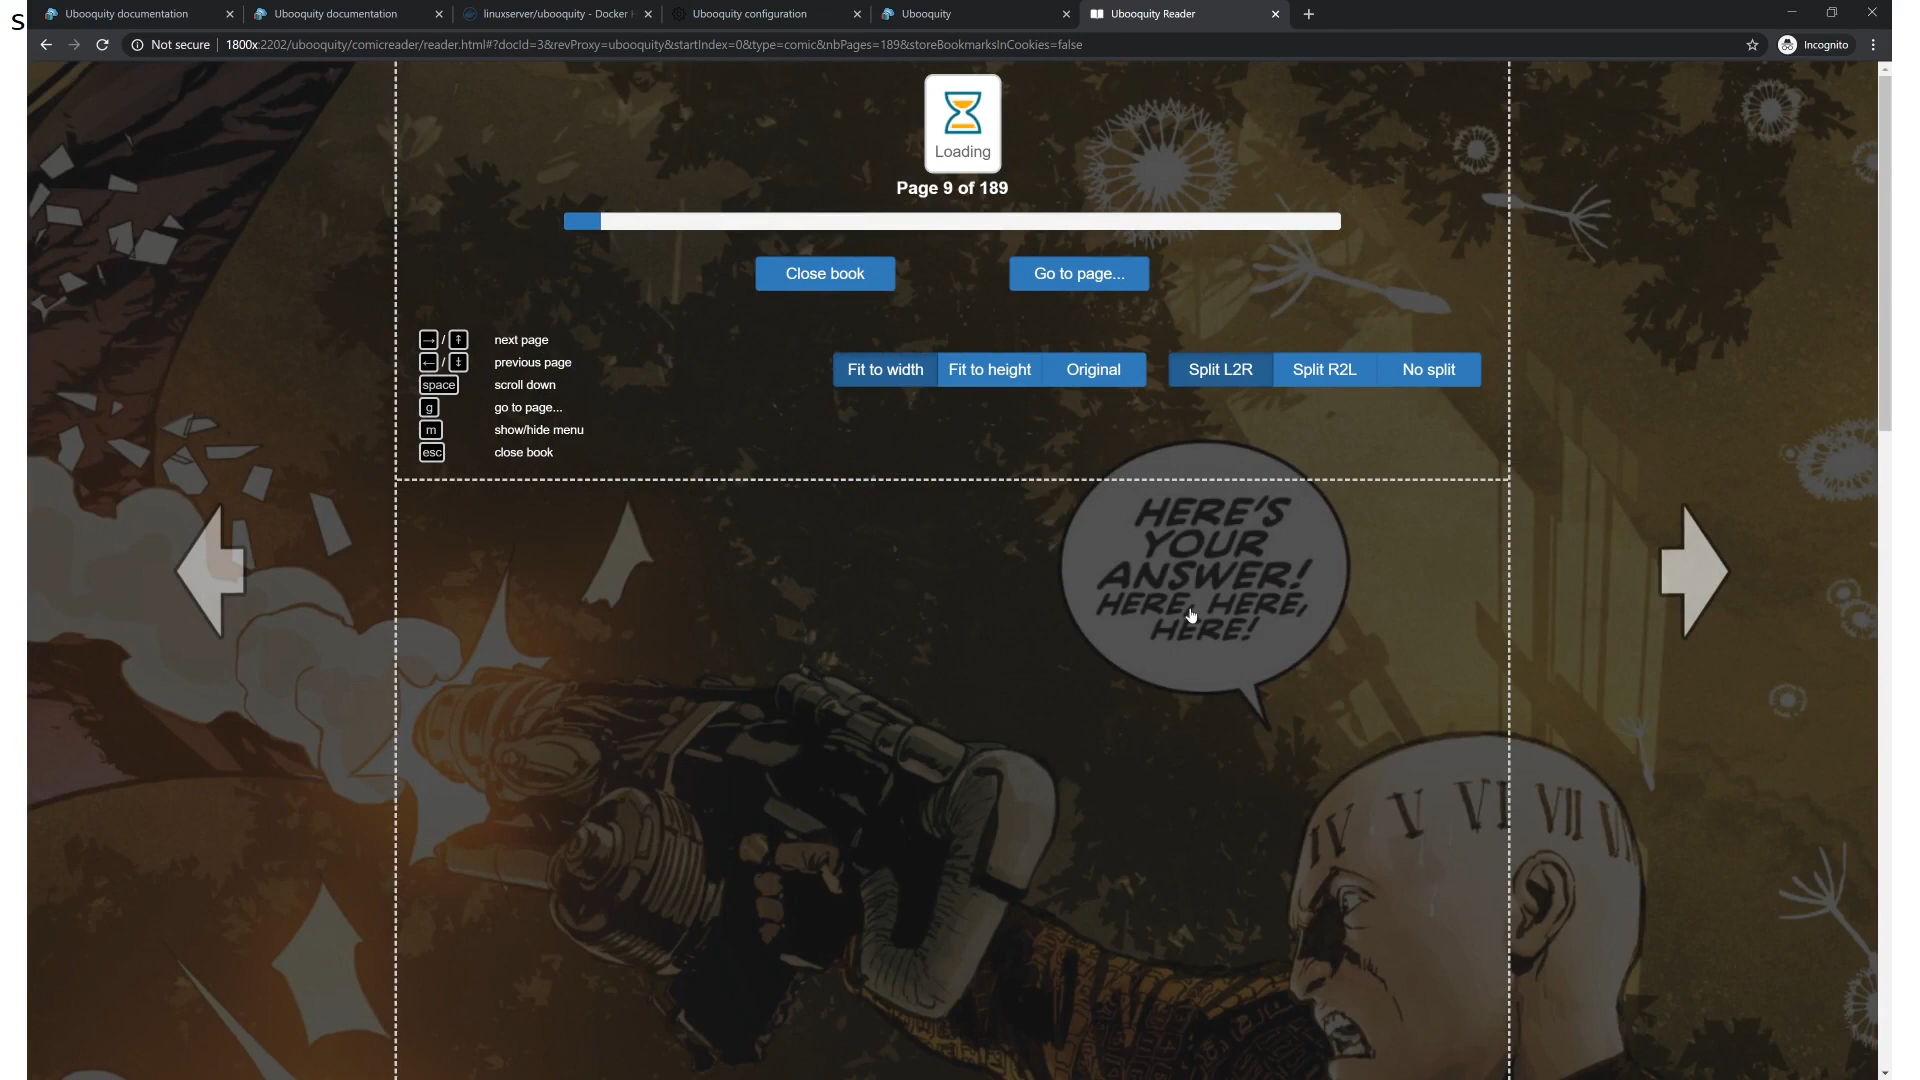 S
Ubooquity documentation
Ubooquity documentation
linuxserver/ubooquity - Docker
Ubooquity configuration
Ubooquity
Ubooquity Reader
Not secure
1800x:2202/ubooquity/comicreader/reader.html#?docId=3&revProxy=ubooquity&startIndex=0&type=comic&nbPages=189&storeBookmarksInCookies=false
Incognito
Loading
Page 9 of 189
Close book
Go to page...
→ / ↑ next page
← / ↓ previous page
space scroll down
g go to page...
m show/hide menu
esc close book
Fit to width
Fit to height
Original
Split L2R
Split R2L
No split
HERE'S
YOUR
ANSWER!
HERE, HERE,
HERE!
IV V VI VII